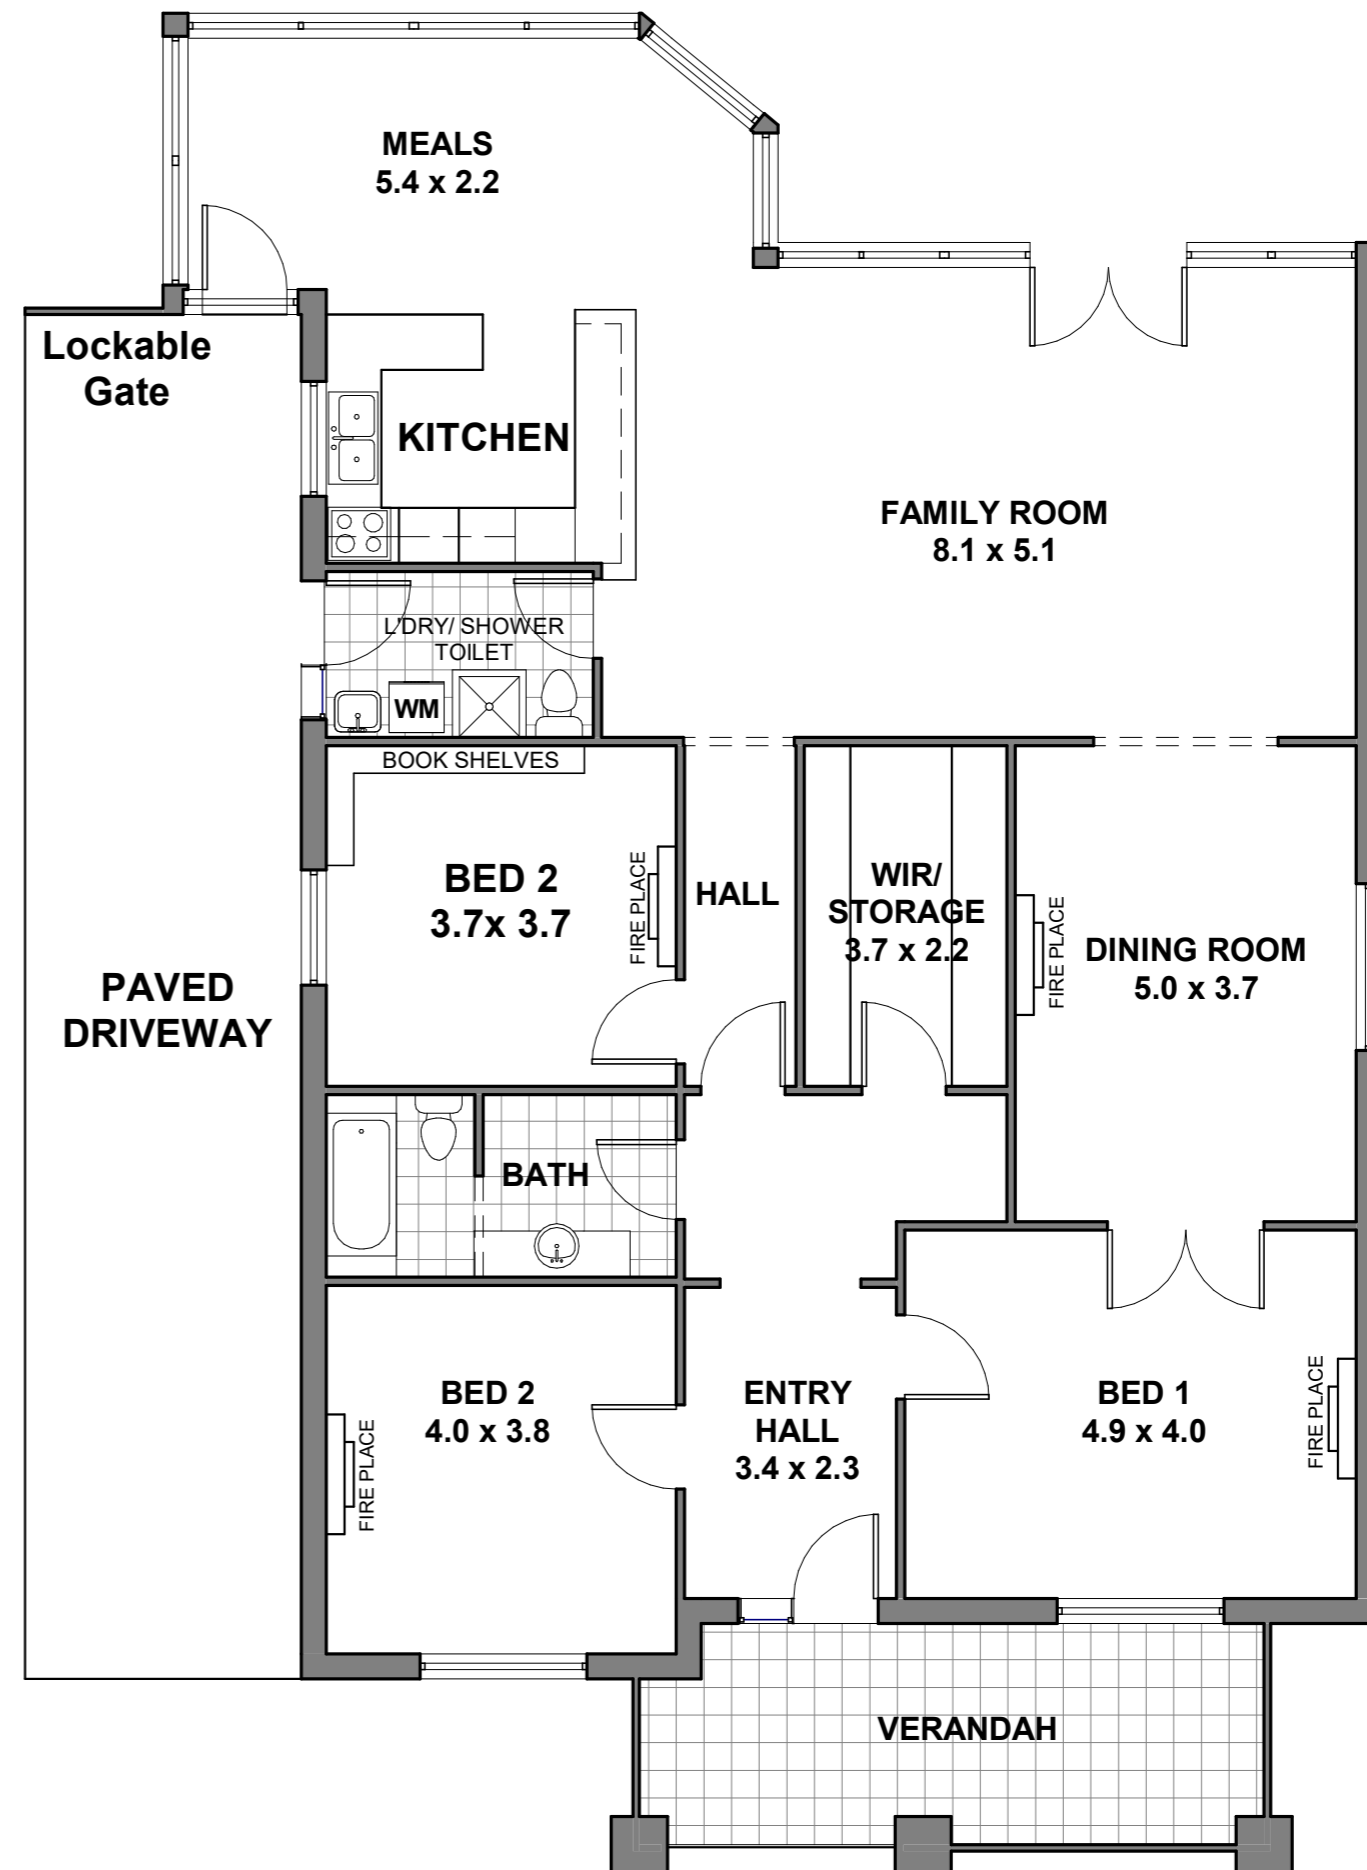 MEALS
5.4 x 2.2
Lockable
Gate
KITCHEN
FAMILY ROOM
8.1 x 5.1
L'DRY/ SHOWER
TOILET
WM
BOOK SHELVES
BED 2
3.7x 3.7
FIRE PLACE
HALL
WIR/
STORAGE
3.7 x 2.2
FIRE PLACE
DINING ROOM
5.0 x 3.7
PAVED
DRIVEWAY
BATH
BED 2
4.0 x 3.8
FIRE PLACE
ENTRY
HALL
3.4 x 2.3
BED 1
4.9 x 4.0
FIRE PLACE
VERANDAH